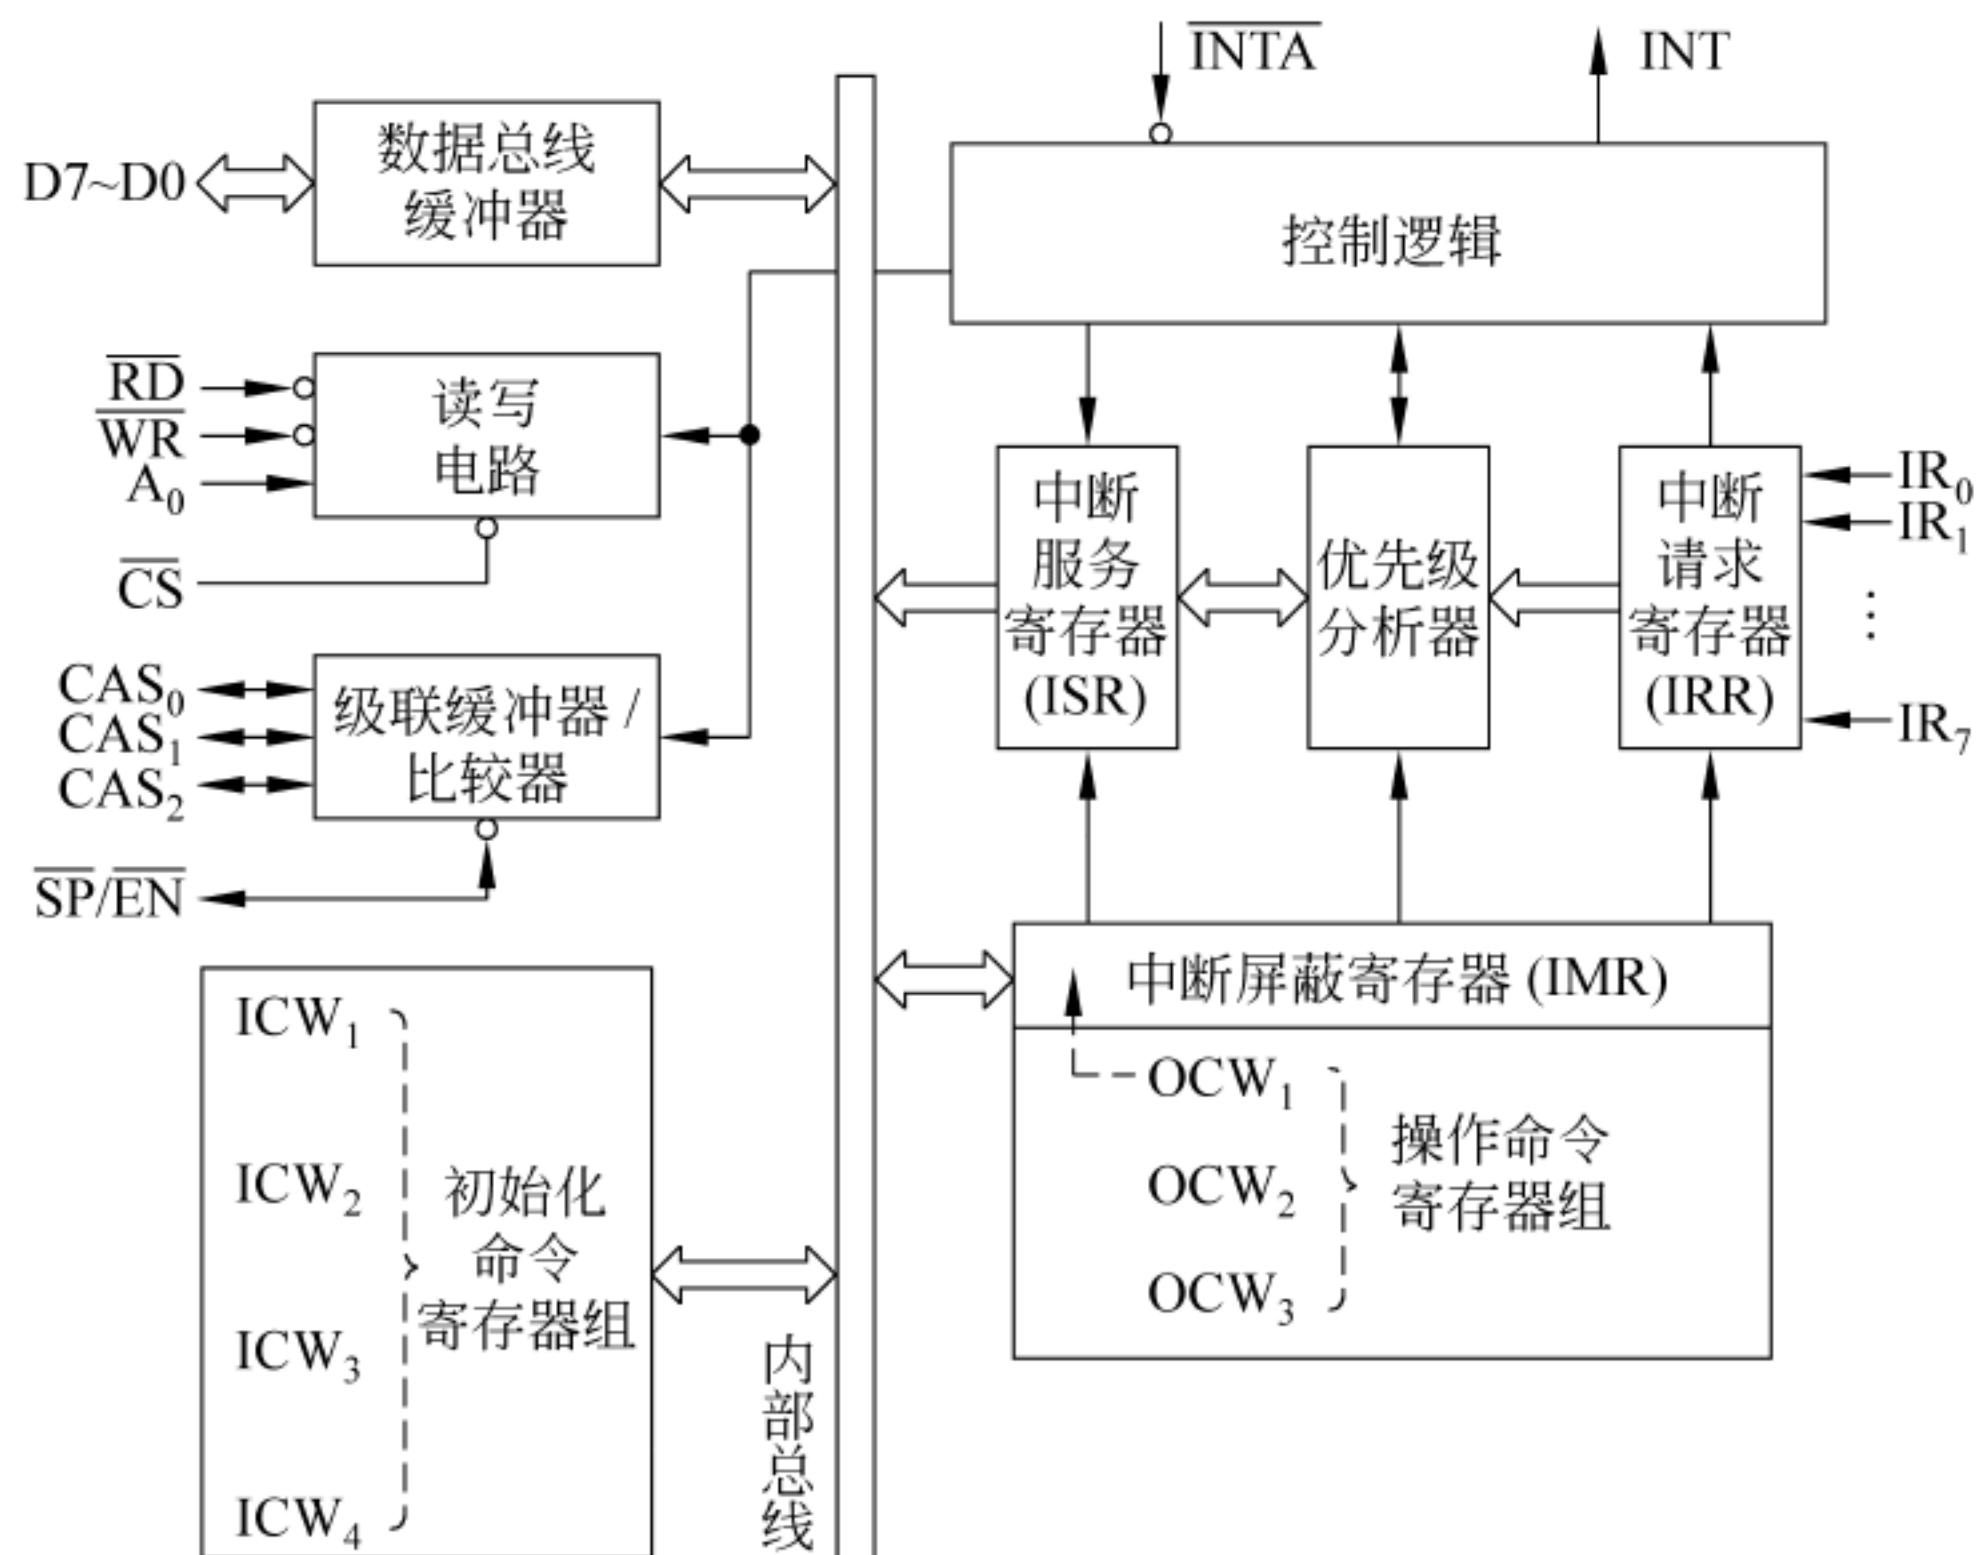 INTA
INT
数据总线
缓冲器
D7~D0
控制逻辑
RD
WR
A0
读写
电路
CS
中断
服务
寄存器
(ISR)
优先级
分析器
中断
请求
寄存器
(IRR)
IR0
IR1
⋮
IR7
CAS0
CAS1
CAS2
级联缓冲器/
比较器
SP/EN
中断屏蔽寄存器(IMR)
OCW1
OCW2
OCW3
操作命令
寄存器组
ICW1
ICW2
ICW3
ICW4
初始化
命令
寄存器组
内部总线